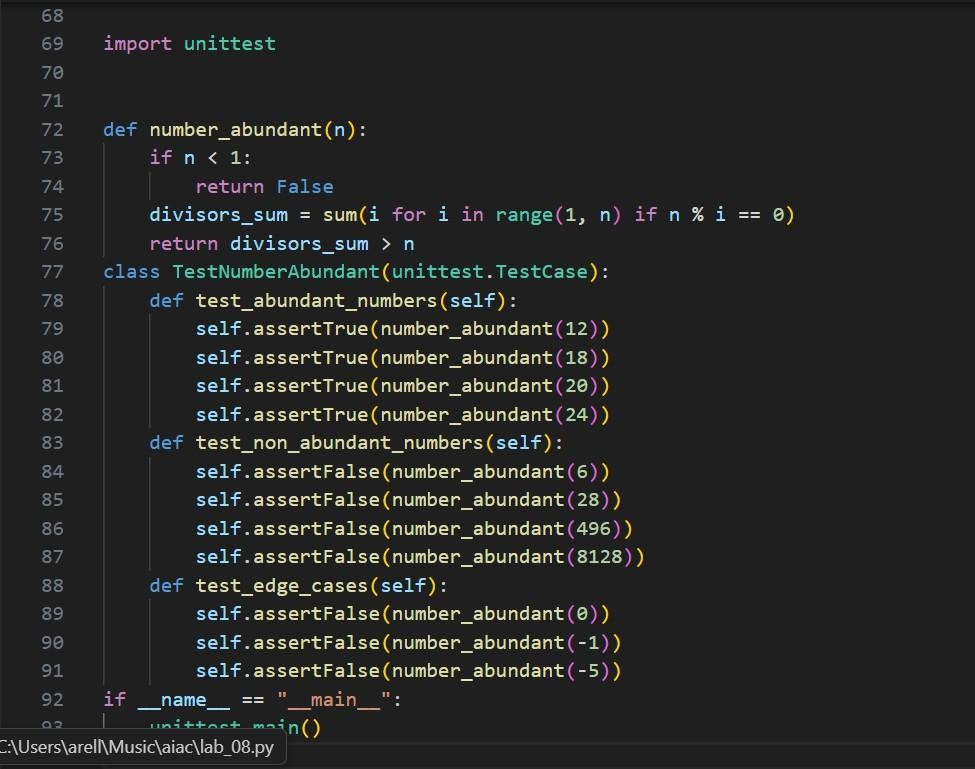 68
69 import unittest
70
71
72 def number_abundant(n):
73     if n < 1:
74         return False
75     divisors_sum = sum(i for i in range(1, n) if n % i == 0)
76     return divisors_sum > n
77 class TestNumberAbundant(unittest.TestCase):
78     def test_abundant_numbers(self):
79         self.assertTrue(number_abundant(12))
80         self.assertTrue(number_abundant(18))
81         self.assertTrue(number_abundant(20))
82         self.assertTrue(number_abundant(24))
83     def test_non_abundant_numbers(self):
84         self.assertFalse(number_abundant(6))
85         self.assertFalse(number_abundant(28))
86         self.assertFalse(number_abundant(496))
87         self.assertFalse(number_abundant(8128))
88     def test_edge_cases(self):
89         self.assertFalse(number_abundant(0))
90         self.assertFalse(number_abundant(-1))
91         self.assertFalse(number_abundant(-5))
92 if __name__ == "__main__":
93     unittest.main()
C:\Users\arell\Music\aiac\lab_08.py